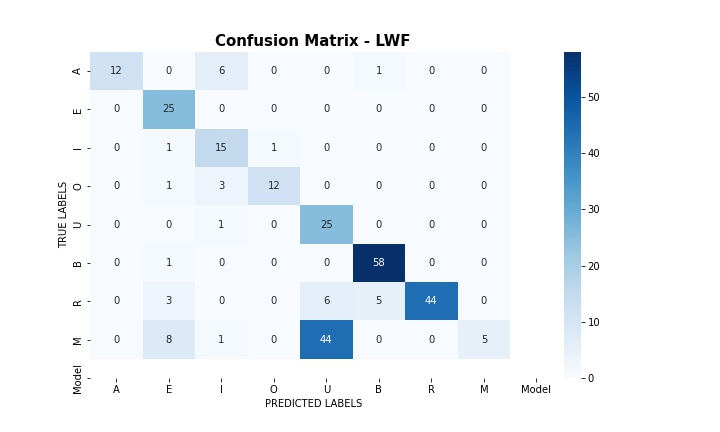 Confusion Matrix - LWF
A 12 0 6 0 0 1 0 0
E 0 25 0 0 0 0 0 0
I 0 1 15 1 0 0 0 0
O 0 1 3 12 0 0 0 0
U 0 0 1 0 25 0 0 0
B 0 1 0 0 0 58 0 0
R 0 3 0 0 6 5 44 0
M 0 8 1 0 44 0 0 5
Model
TRUE LABELS
A E I O U B R M Model
PREDICTED LABELS
50
40
30
20
10
0